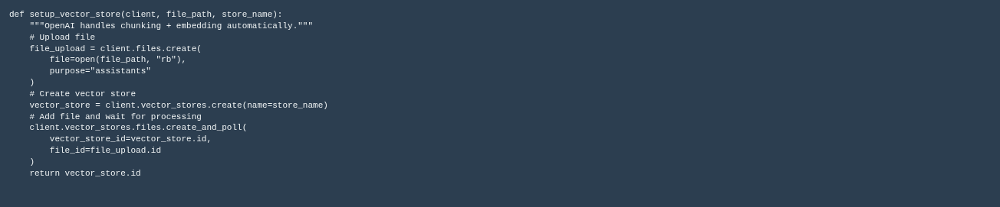 def setup_vector_store(client, file_path, store_name):
    """OpenAI handles chunking + embedding automatically."""
    # Upload file
    file_upload = client.files.create(
        file=open(file_path, "rb"),
        purpose="assistants"
    )
    # Create vector store
    vector_store = client.vector_stores.create(name=store_name)
    # Add file and wait for processing
    client.vector_stores.files.create_and_poll(
        vector_store_id=vector_store.id,
        file_id=file_upload.id
    )
    return vector_store.id